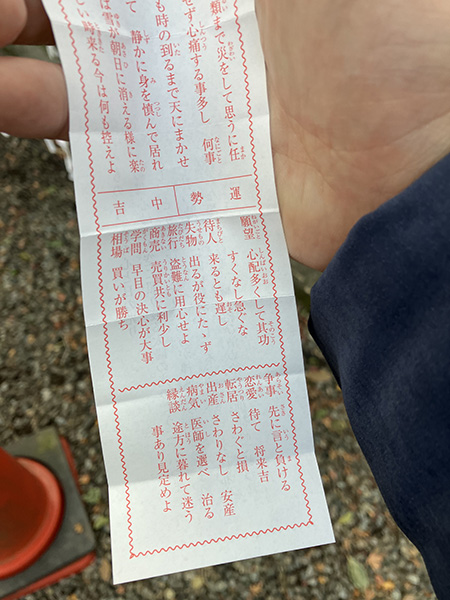 類まで災をして思うに任
せず心痛する事多し 何事
も時の到るまで天にまかせ
て 静かに身を慎んで居れ
ば雪が朝日に消える様に楽
しい時来る今は何も控えよ
運勢 中吉
願望 心配多くして其功
すくなし急ぐな
待人 来るとも遅し
失物 出るが役にたゝず
旅行 盗難に用心せよ
商売 売買共に利少し
学問 早目の決心が大事
相場 買いが勝ち
争事 先に言と負ける
恋愛 待て 将来吉
転居 さわぐと損
出産 さわりなし 安産
病気 医師を選べ 治る
縁談 途方に暮れて迷う
事あり見定めよ